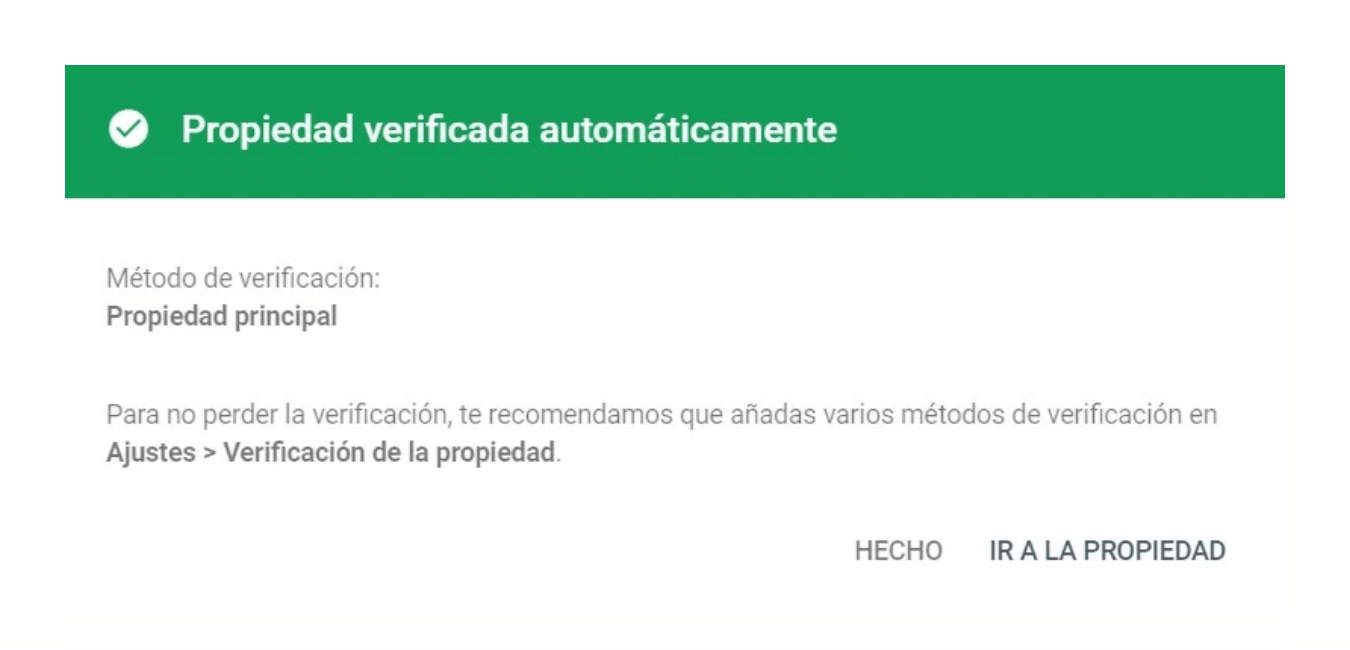 Propiedad verificada automáticamente
Método de verificación:
Propiedad principal
Para no perder la verificación, te recomendamos que añadas varios métodos de verificación en
Ajustes > Verificación de la propiedad.
HECHO IR A LA PROPIEDAD